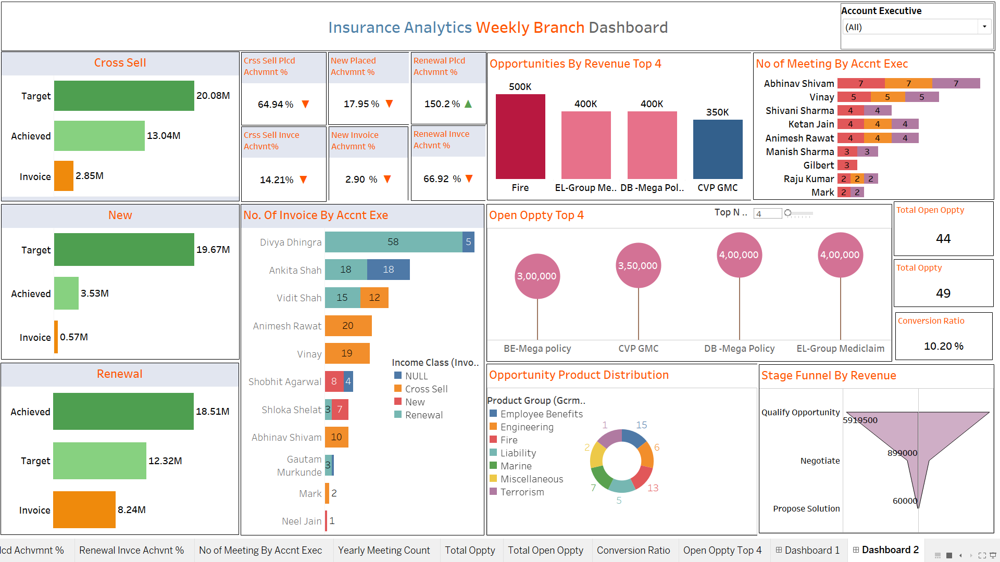 Insurance Analytics Weekly Branch Dashboard
Account Executive
(All)
Cross Sell
Target
20.08M
Achieved
13.04M
Invoice
2.85M
Crss Sell Plcd
Achvmnt %
64.94 %
New Placed
Achvmnt %
17.95 %
Renewal Plcd
Achvmnt %
150.2 %
Crss Sell Invce
Achvnt%
14.21%
New Invoice
Achvmnt %
2.90 %
Renewal Invce
Achvnt %
66.92 %
Opportunities By Revenue Top 4
500K
400K
400K
350K
Fire
EL-Group Me..
DB -Mega Pol..
CVP GMC
No of Meeting By Accnt Exec
Abhinav Shivam 7 7 7
Vinay 5 5 5
Shivani Sharma 4 4
Ketan Jain 4 4 4
Animesh Rawat 4 4 4
Manish Sharma 3 3
Gilbert 3
Raju Kumar 2 2 2
Mark 2 2
New
Target
19.67M
Achieved
3.53M
Invoice
0.57M
Renewal
Achieved
18.51M
Target
12.32M
Invoice
8.24M
No. Of Invoice By Accnt Exe
Divya Dhingra 58 5
Ankita Shah 18 18
Vidit Shah 15 12
Animesh Rawat 20
Vinay 19
Shobhit Agarwal 8 4
Shloka Shelat 3 7
Abhinav Shivam 10
Gautam
Murkunde 3
Mark 2
Neel Jain 1
Income Class (Invo..
NULL
Cross Sell
New
Renewal
Open Oppty Top 4
Top N ..
4
3,00,000
3,50,000
4,00,000
4,00,000
BE-Mega policy
CVP GMC
DB -Mega Policy
EL-Group Mediclaim
Total Open Oppty
44
Total Oppty
49
Conversion Ratio
10.20 %
Opportunity Product Distribution
Product Group (Gcrm..
Employee Benefits
Engineering
Fire
Liability
Marine
Miscellaneous
Terrorism
1
15
2
6
7
13
5
Stage Funnel By Revenue
Qualify Opportunity
5919500
899000
Negotiate
60000
Propose Solution
lcd Achvmnt %
Renewal Invce Achvnt %
No of Meeting By Accnt Exec
Yearly Meeting Count
Total Oppty
Total Open Oppty
Conversion Ratio
Open Oppty Top 4
Dashboard 1
Dashboard 2